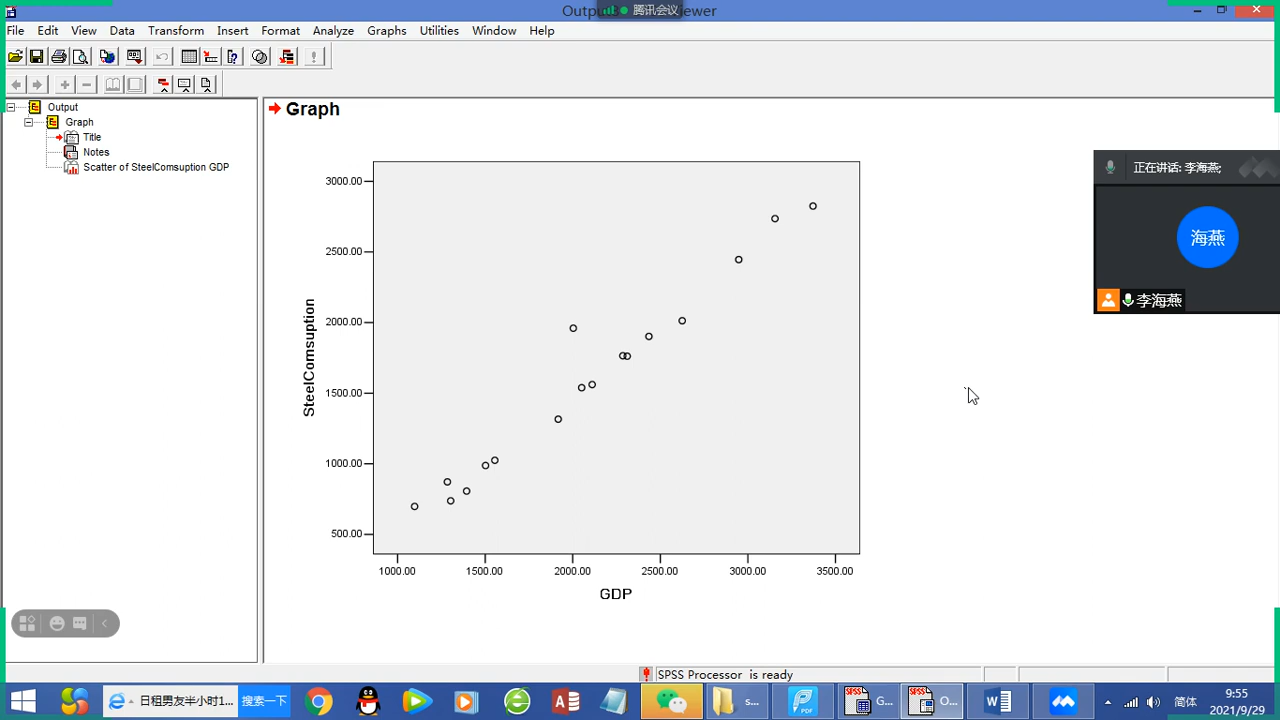 腾讯会议
File Edit View Data Transform Insert Format Analyze Graphs Utilities Window Help
Output
Graph
Title
Notes
Scatter of SteelComsuption GDP
Graph
3000.00
2500.00
2000.00
1500.00
1000.00
500.00
SteelComsuption
1000.00 1500.00 2000.00 2500.00 3000.00 3500.00
GDP
正在讲话: 李海燕;
海燕
李海燕
SPSS Processor is ready
日租男友半小时1... 搜索一下
PDF
SPSS G...
SPSS O...
s...
简体
9:55
2021/9/29